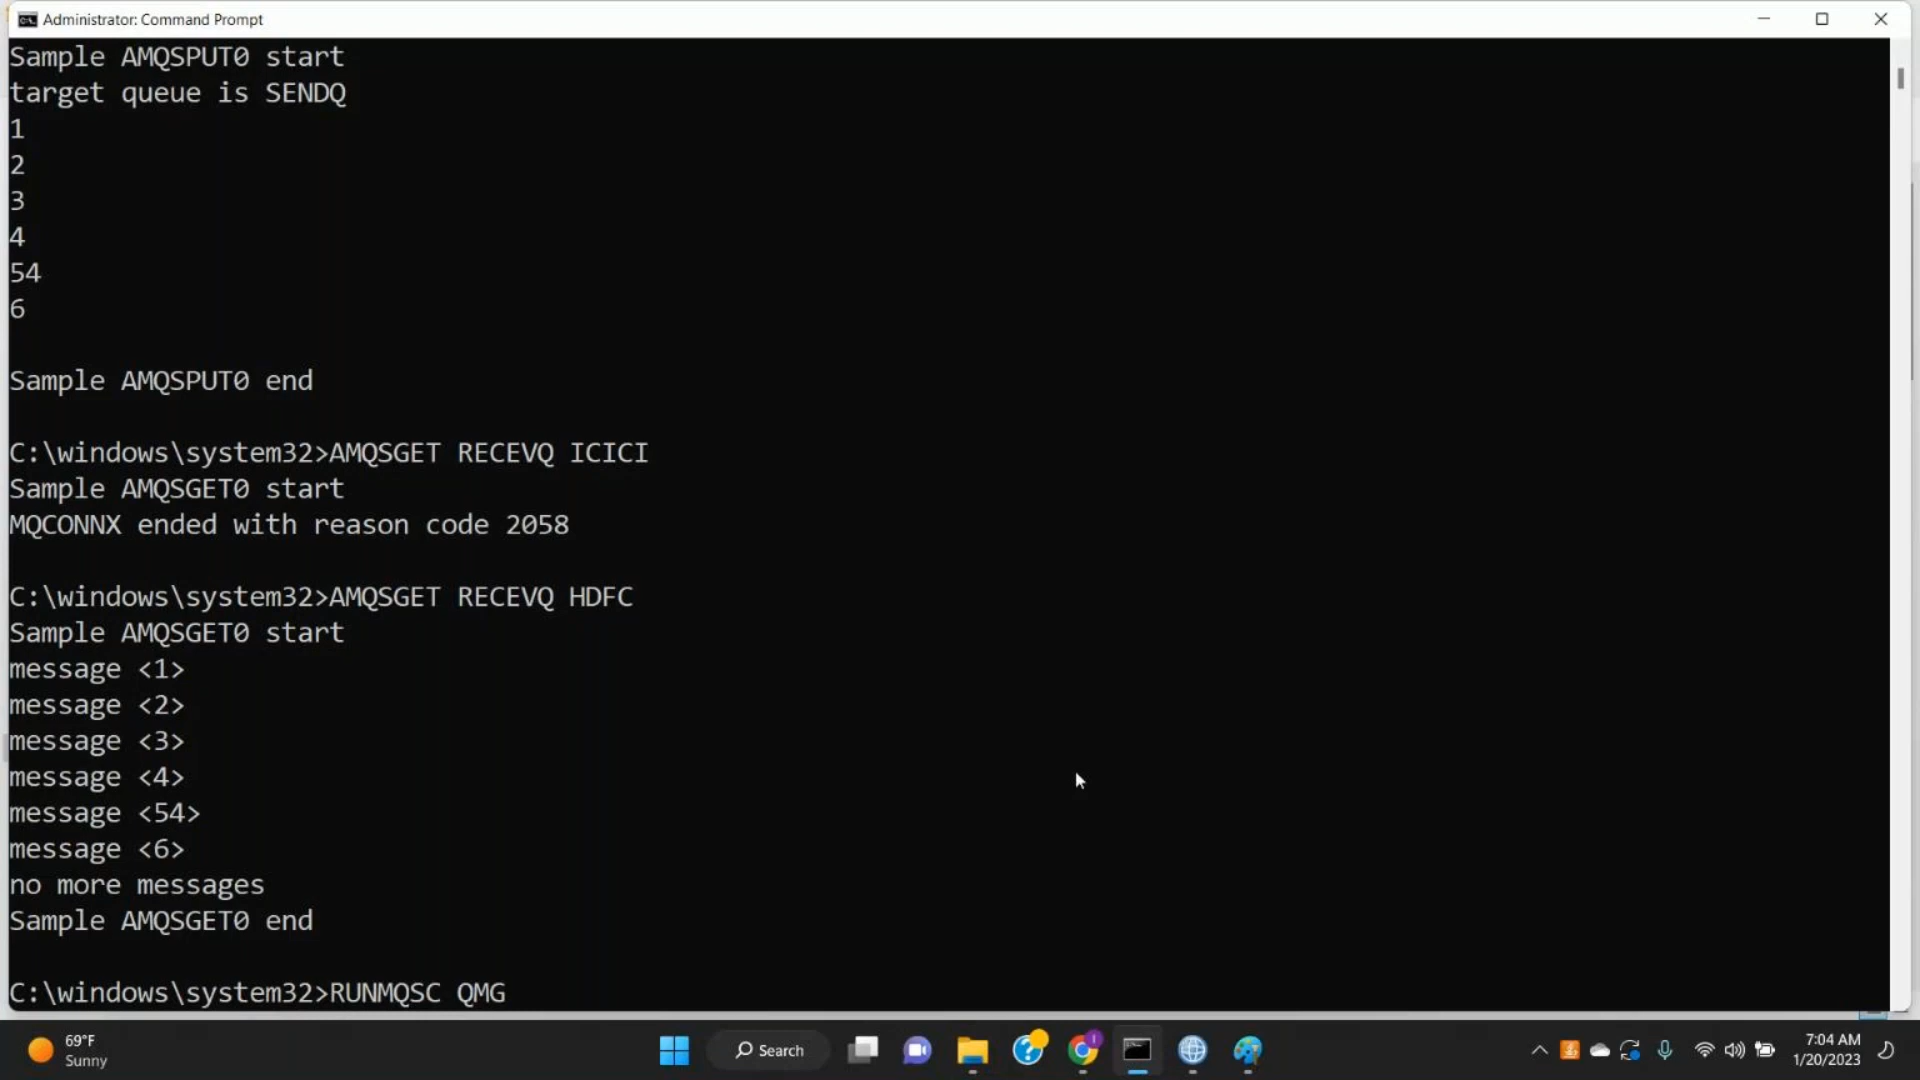 Administrator: Command Prompt
Sample AMQSPUT0 start
target queue is SENDQ
1
2
3
4
54
6
Sample AMQSPUT0 end
C:\windows\system32>AMQSGET RECEVQ ICICI
Sample AMQSGET0 start
MQCONNX ended with reason code 2058
C:\windows\system32>AMQSGET RECEVQ HDFC
Sample AMQSGET0 start
message <1>
message <2>
message <3>
message <4>
message <54>
message <6>
no more messages
Sample AMQSGET0 end
C:\windows\system32>RUNMQSC QMG
69°F
Sunny
Search
7:04 AM
1/20/2023